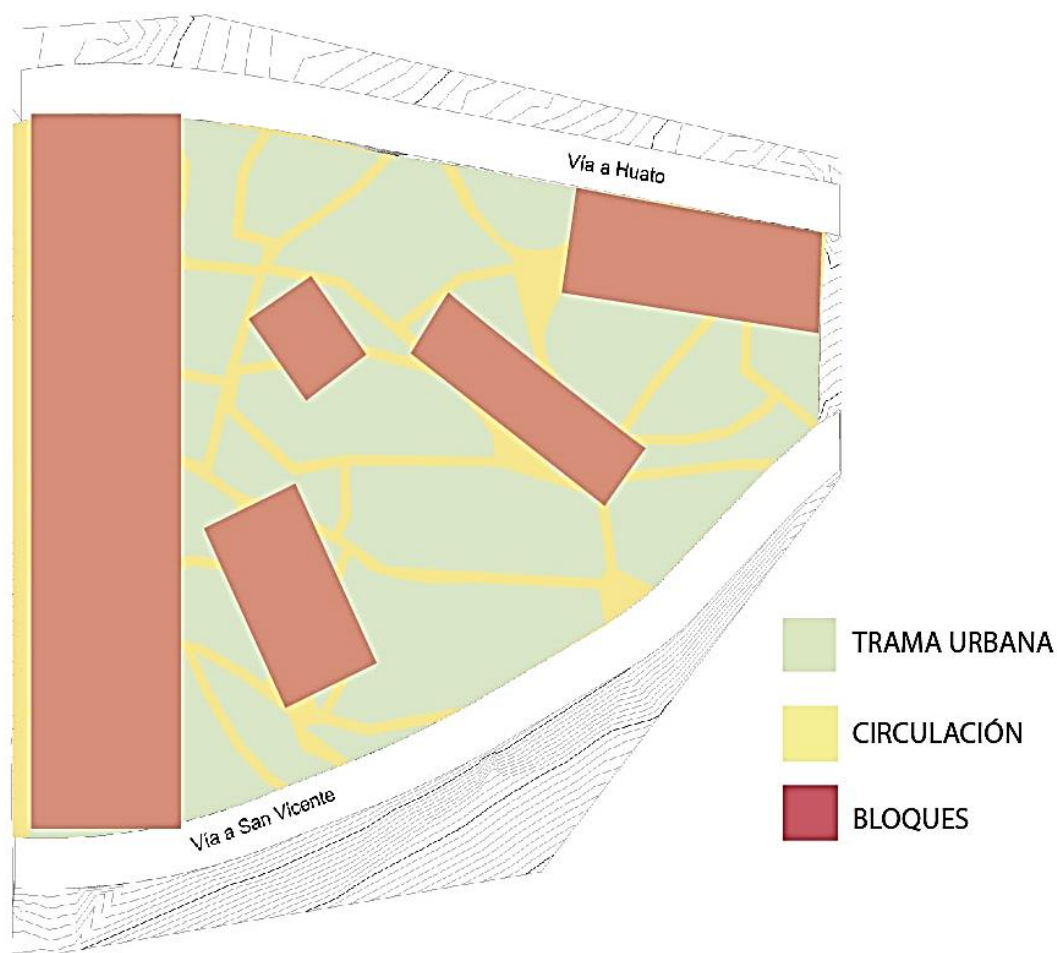 Vía a Huato
TRAMA URBANA
CIRCULACIÓN
BLOQUES
Vía a San Vicente